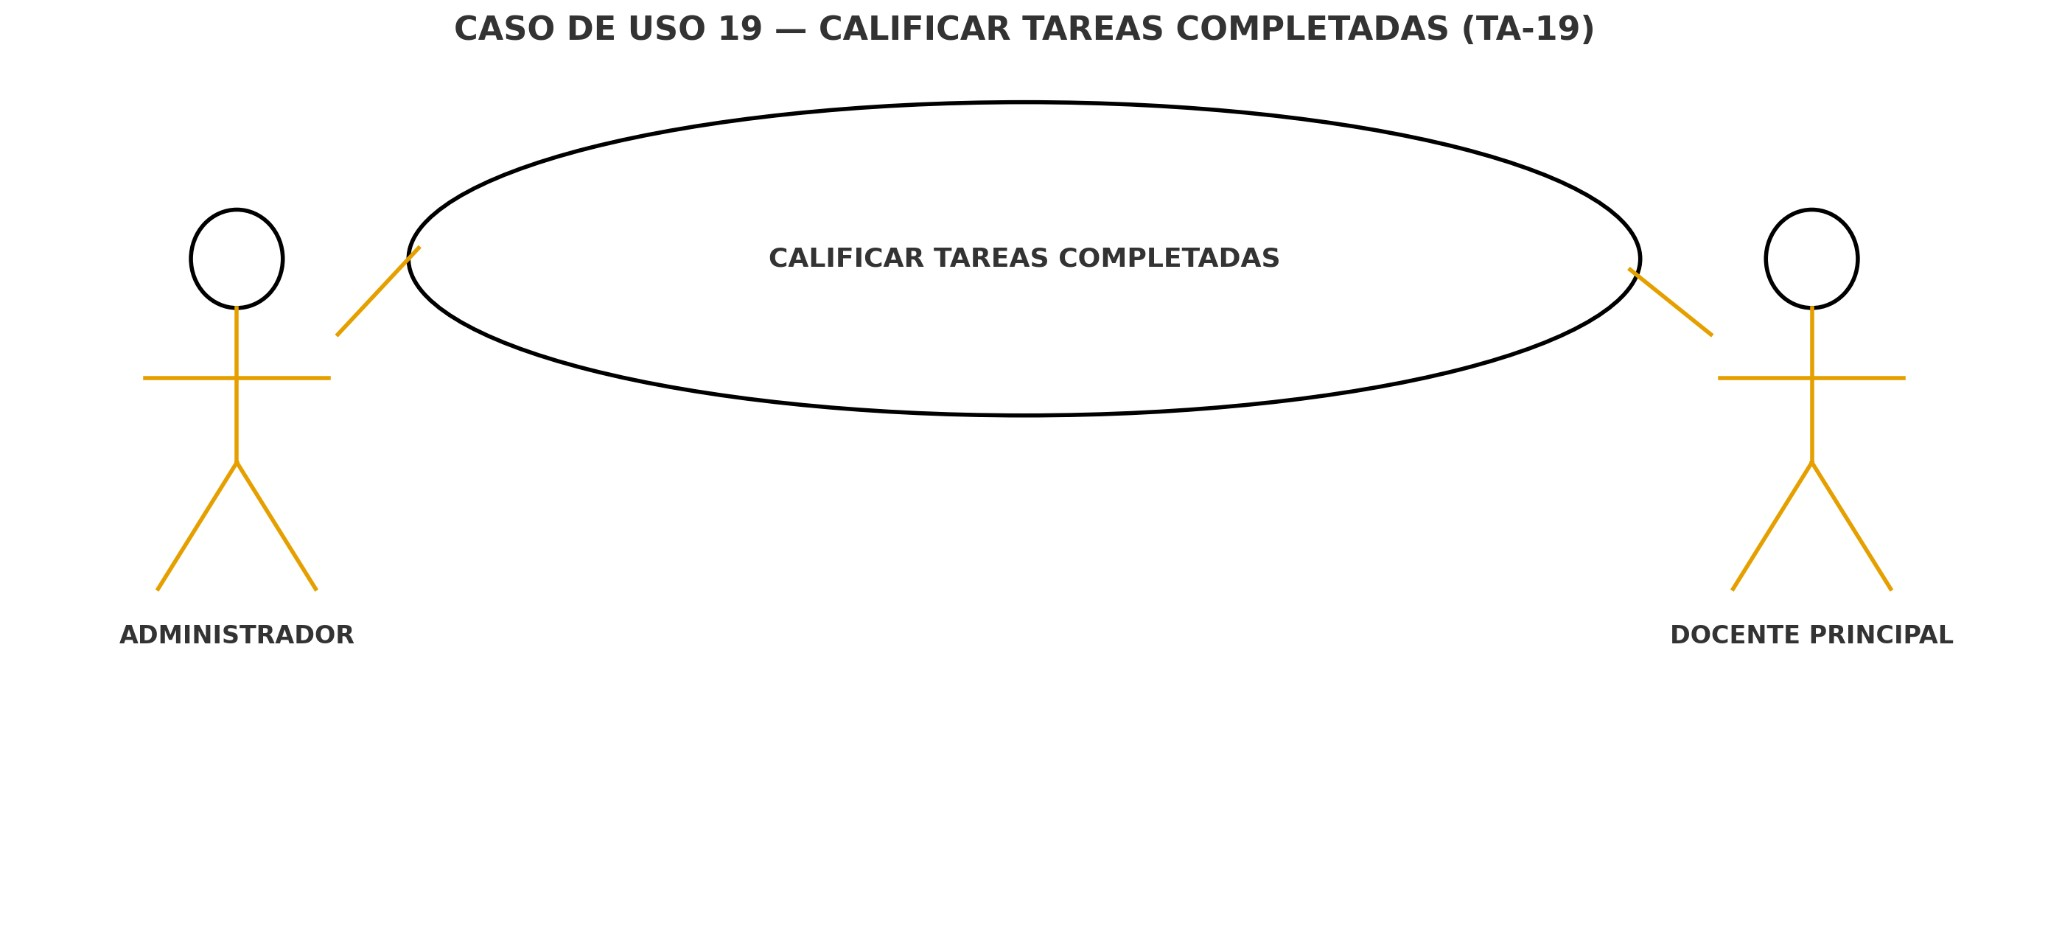 CASO DE USO 19 — CALIFICAR TAREAS COMPLETADAS (TA-19)
CALIFICAR TAREAS COMPLETADAS
ADMINISTRADOR
DOCENTE PRINCIPAL